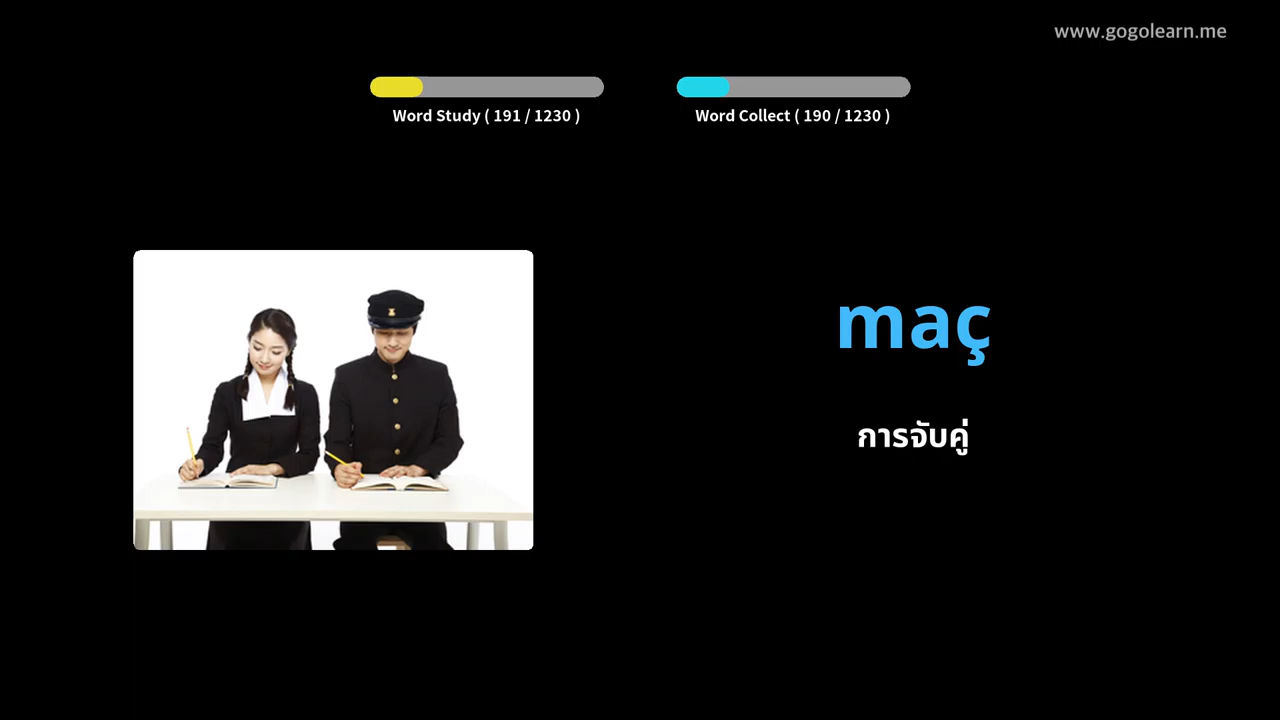 www.gogolearn.me
Word Study ( 191 / 1230 )
Word Collect ( 190 / 1230 )
maç
การจับคู่